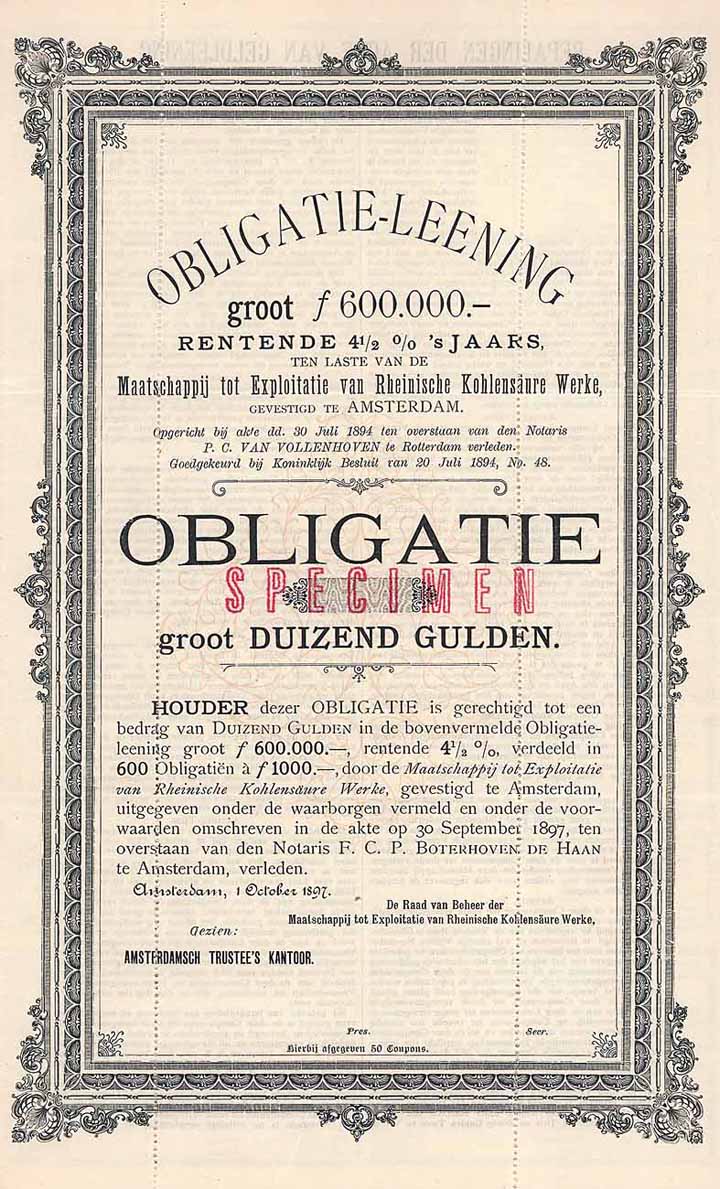 OBLIGATIE-LEENING
groot ƒ 600.000.-
RENTENDE 4 1/2 % 'sJAARS,
TEN LASTE VAN DE
Maatschappij tot Exploitatie van Rheinische Kohlensäure Werke,
GEVESTIGD TE AMSTERDAM.
Opgericht bij akte dd. 30 Juli 1894 ten overstaan van den Notaris
P. C. VAN VOLLENHOVEN te Rotterdam verleden.
Goedgekeurd bij Koninklijk Besluit van 20 Juli 1894, No. 48.
OBLIGATIE
SPECIMEN
groot DUIZEND GULDEN.
HOUDER dezer OBLIGATIE is gerechtigd tot een
bedrag van DUIZEND GULDEN in de bovenvermelde Obligatie-
leening groot ƒ 600.000.—, rentende 4 1/2 %, verdeeld in
600 Obligatiën à ƒ 1000.—, door de Maatschappij tot Exploitatie
van Rheinische Kohlensäure Werke, gevestigd te Amsterdam,
uitgegeven onder de waarborgen vermeld en onder de voor-
waarden omschreven in de akte op 30 September 1897, ten
overstaan van den Notaris F. C. P. BOTERHOVEN DE HAAN
te Amsterdam, verleden.
Amsterdam, 1 October 1897.
De Raad van Beheer der
Maatschappij tot Exploitatie van Rheinische Kohlensäure Werke,
Gezien:
AMSTERDAMSCH TRUSTEE'S KANTOOR.
Pres. Secr.
Hierbij afgegeven 50 Coupons.